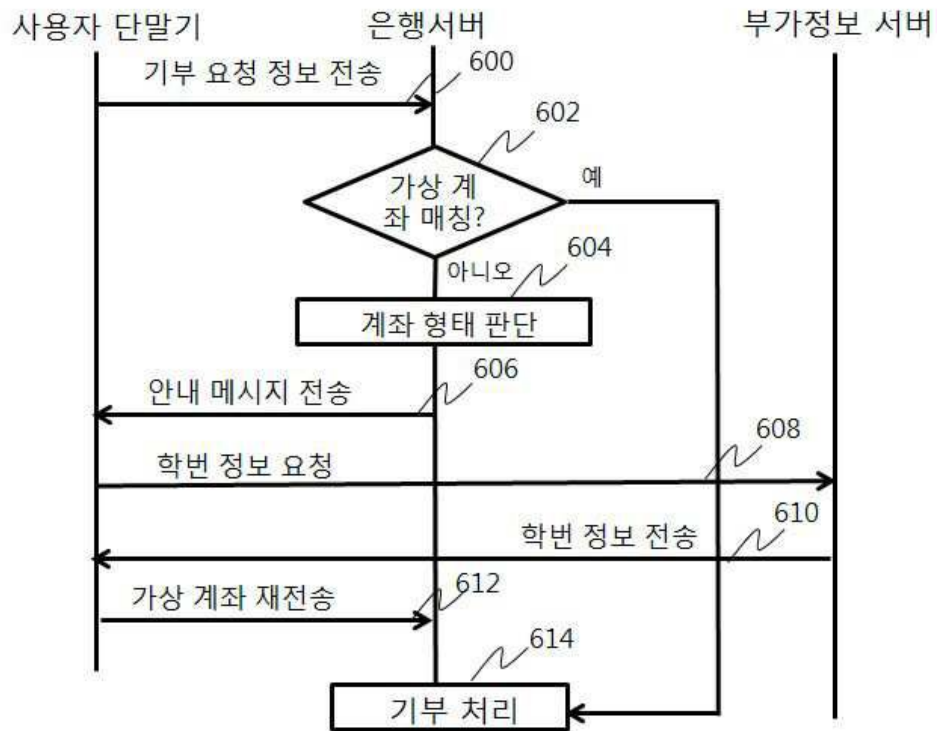 사용자 단말기
은행서버
부가정보 서버
기부 요청 정보 전송
600
602
가상 계
좌 매칭?
예
아니오
604
계좌 형태 판단
606
안내 메시지 전송
608
학번 정보 요청
610
학번 정보 전송
612
가상 계좌 재전송
614
기부 처리